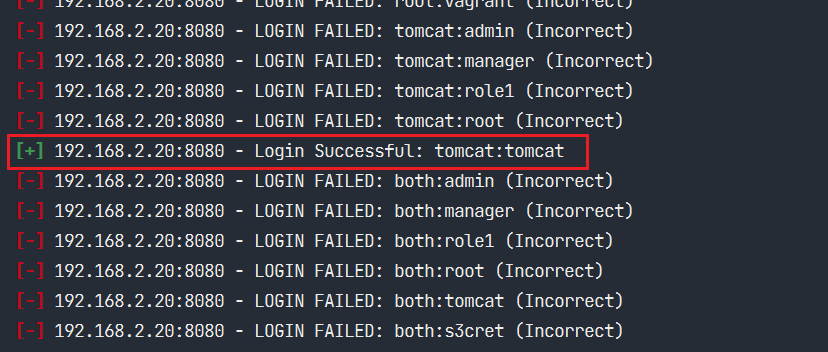 [-] 192.168.2.20:8080 - LOGIN FAILED: root:vagrant (Incorrect)
[-] 192.168.2.20:8080 - LOGIN FAILED: tomcat:admin (Incorrect)
[-] 192.168.2.20:8080 - LOGIN FAILED: tomcat:manager (Incorrect)
[-] 192.168.2.20:8080 - LOGIN FAILED: tomcat:role1 (Incorrect)
[-] 192.168.2.20:8080 - LOGIN FAILED: tomcat:root (Incorrect)
[+] 192.168.2.20:8080 - Login Successful: tomcat:tomcat
[-] 192.168.2.20:8080 - LOGIN FAILED: both:admin (Incorrect)
[-] 192.168.2.20:8080 - LOGIN FAILED: both:manager (Incorrect)
[-] 192.168.2.20:8080 - LOGIN FAILED: both:role1 (Incorrect)
[-] 192.168.2.20:8080 - LOGIN FAILED: both:root (Incorrect)
[-] 192.168.2.20:8080 - LOGIN FAILED: both:tomcat (Incorrect)
[-] 192.168.2.20:8080 - LOGIN FAILED: both:s3cret (Incorrect)